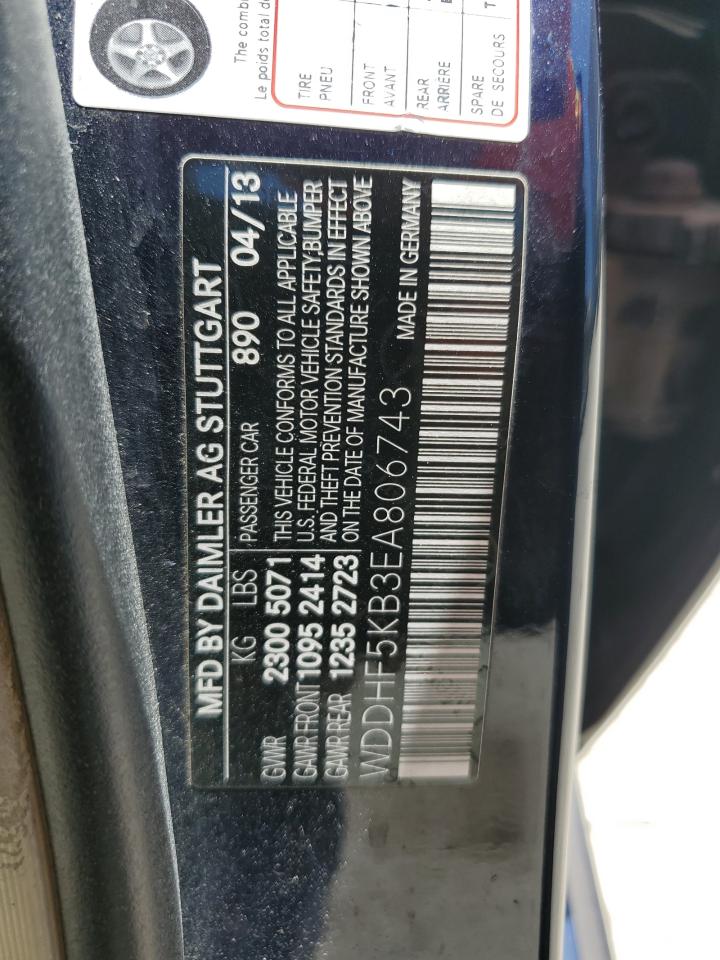 The combi
Le poids total de
TIRE
PNEU
FRONT
AVANT
REAR
ARRIÈRE
SPARE
DE SECOURS
MFD BY DAIMLER AG STUTTGART
KG LBS PASSENGER CAR 890 04/13
GVWR 2300 5071 THIS VEHICLE CONFORMS TO ALL APPLICABLE
GAWR FRONT 1095 2414 U.S. FEDERAL MOTOR VEHICLE SAFETY, BUMPER
GAWR REAR 1235 2723 AND THEFT PREVENTION STANDARDS IN EFFECT
ON THE DATE OF MANUFACTURE SHOWN ABOVE
WDDHF5KB3EA806743 MADE IN GERMANY